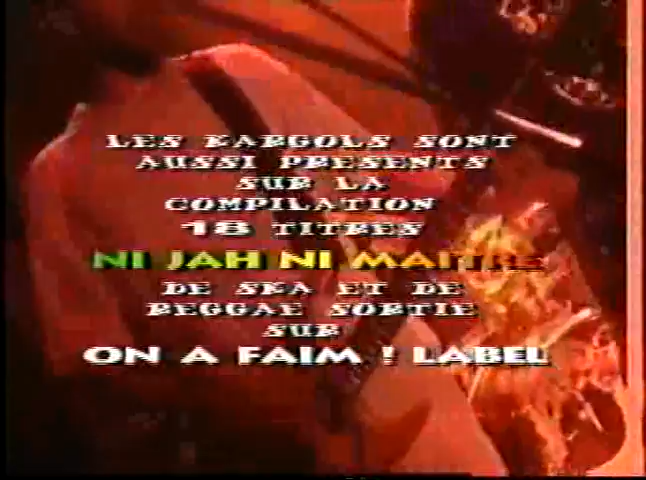 LES KARGOLS SONT
AUSSI PRESENTS
SUR LA
COMPILATION
18 TITRES
NI JAH NI MAITRE
DE SKA ET DE
REGGAE SORTIE
SUR
ON A FAIM ! LABEL